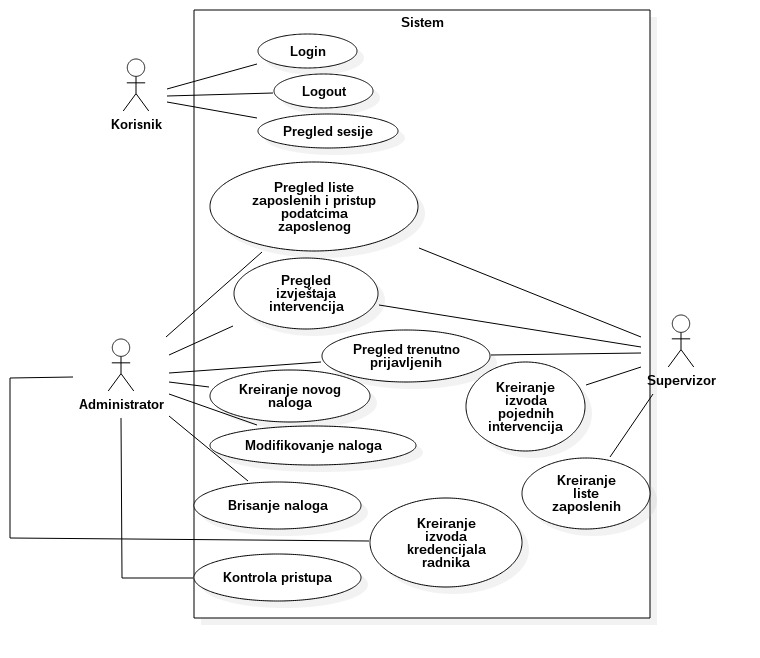 Sistem
Login
Logout
Korisnik
Pregled sesije
Pregled liste
zaposlenih i pristup
podatcima
zaposlenog
Pregled
izvještaja
intervencija
Pregled trenutno
prijavljenih
Kreiranje novog
naloga
Administrator
Supervizor
Kreiranje
izvoda
pojednih
intervencija
Modifikovanje naloga
Brisanje naloga
Kreiranje
liste
zaposlenih
Kreiranje
izvoda
kredencijala
radnika
Kontrola pristupa